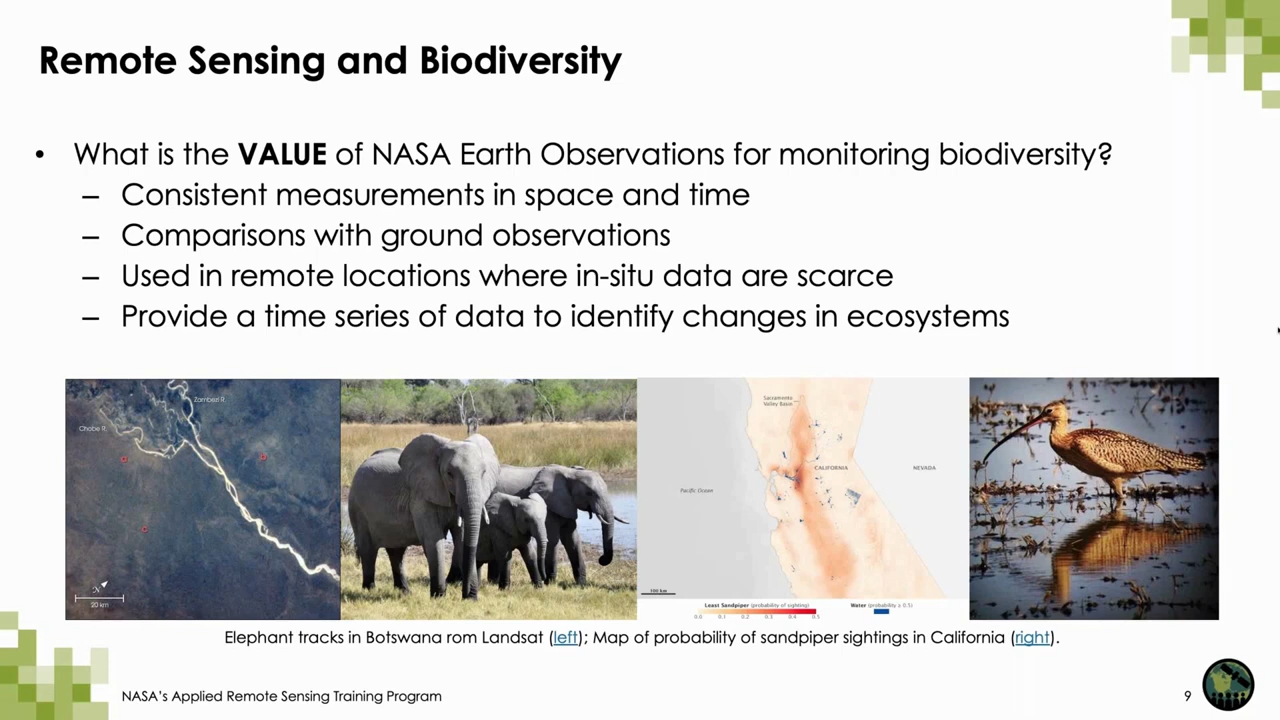 Remote Sensing and Biodiversity
• What is the VALUE of NASA Earth Observations for monitoring biodiversity?
– Consistent measurements in space and time
– Comparisons with ground observations
– Used in remote locations where in-situ data are scarce
– Provide a time series of data to identify changes in ecosystems
Zambezi R.
Chobe R.
N
20 km
Sacramento
Valley Basin
CALIFORNIA
NEVADA
Pacific Ocean
100 km
Least Sandpiper (probability of sighting)
0.0 0.1 0.2 0.3 0.4 0.5
Water (probability ≥ 0.5)
Elephant tracks in Botswana rom Landsat (left); Map of probability of sandpiper sightings in California (right).
NASA's Applied Remote Sensing Training Program
9